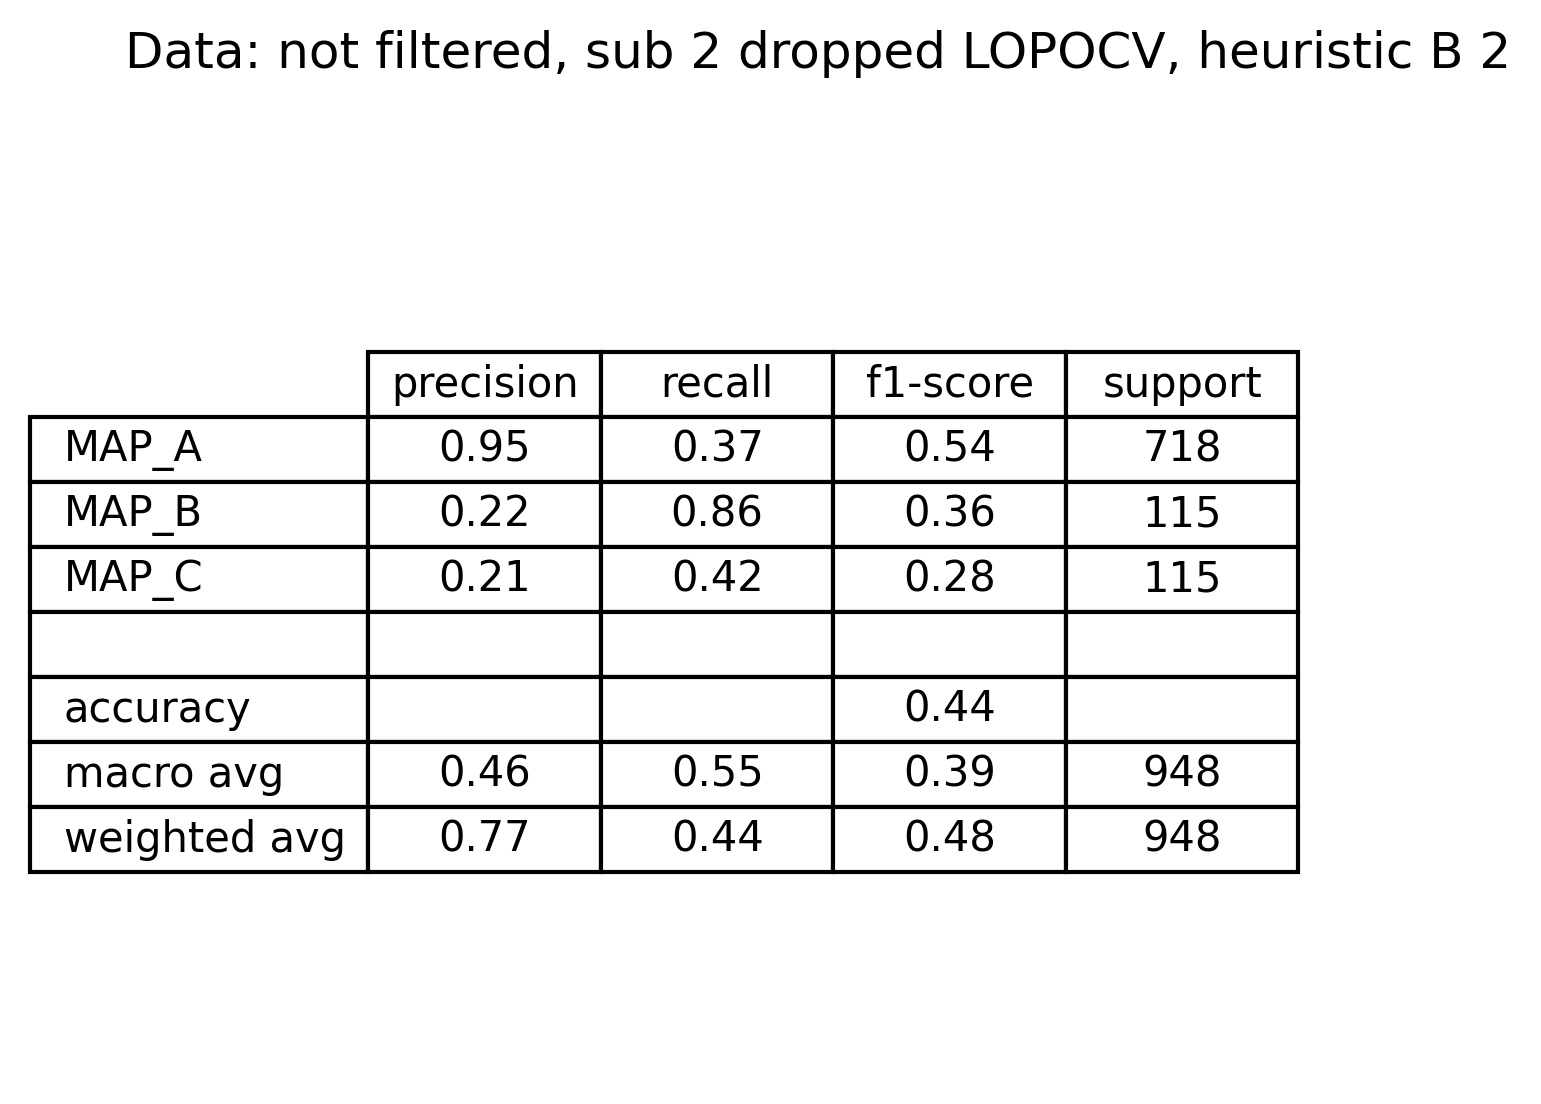 Data: not filtered, sub 2 dropped LOPOCV, heuristic B 2
precision recall f1-score support
MAP_A 0.95 0.37 0.54 718
MAP_B 0.22 0.86 0.36 115
MAP_C 0.21 0.42 0.28 115
accuracy 0.44
macro avg 0.46 0.55 0.39 948
weighted avg 0.77 0.44 0.48 948